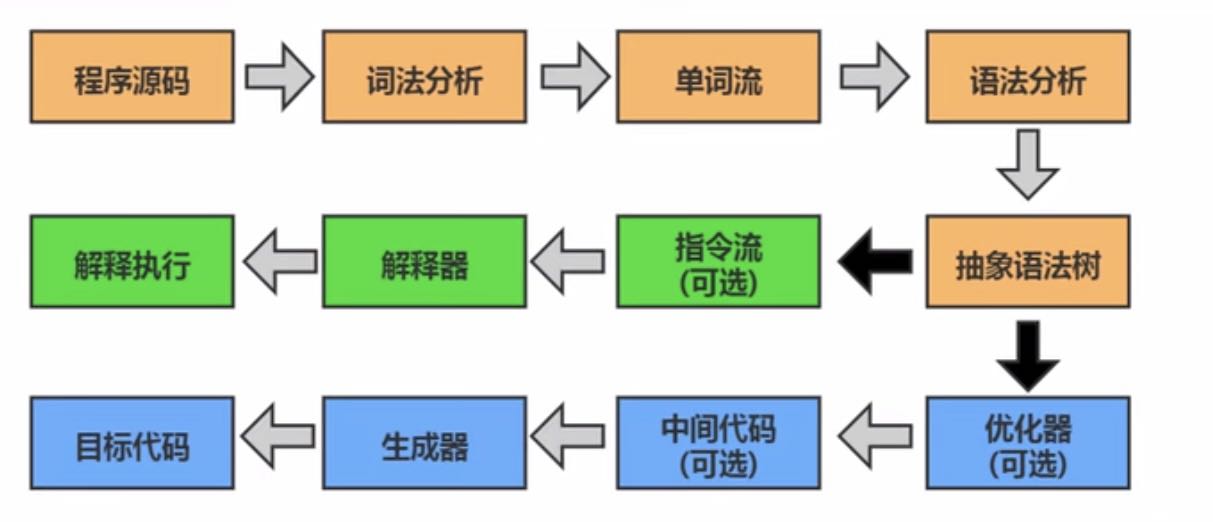 程序源码
词法分析
单词流
语法分析
解释执行
解释器
指令流
(可选)
抽象语法树
目标代码
生成器
中间代码
(可选)
优化器
(可选)